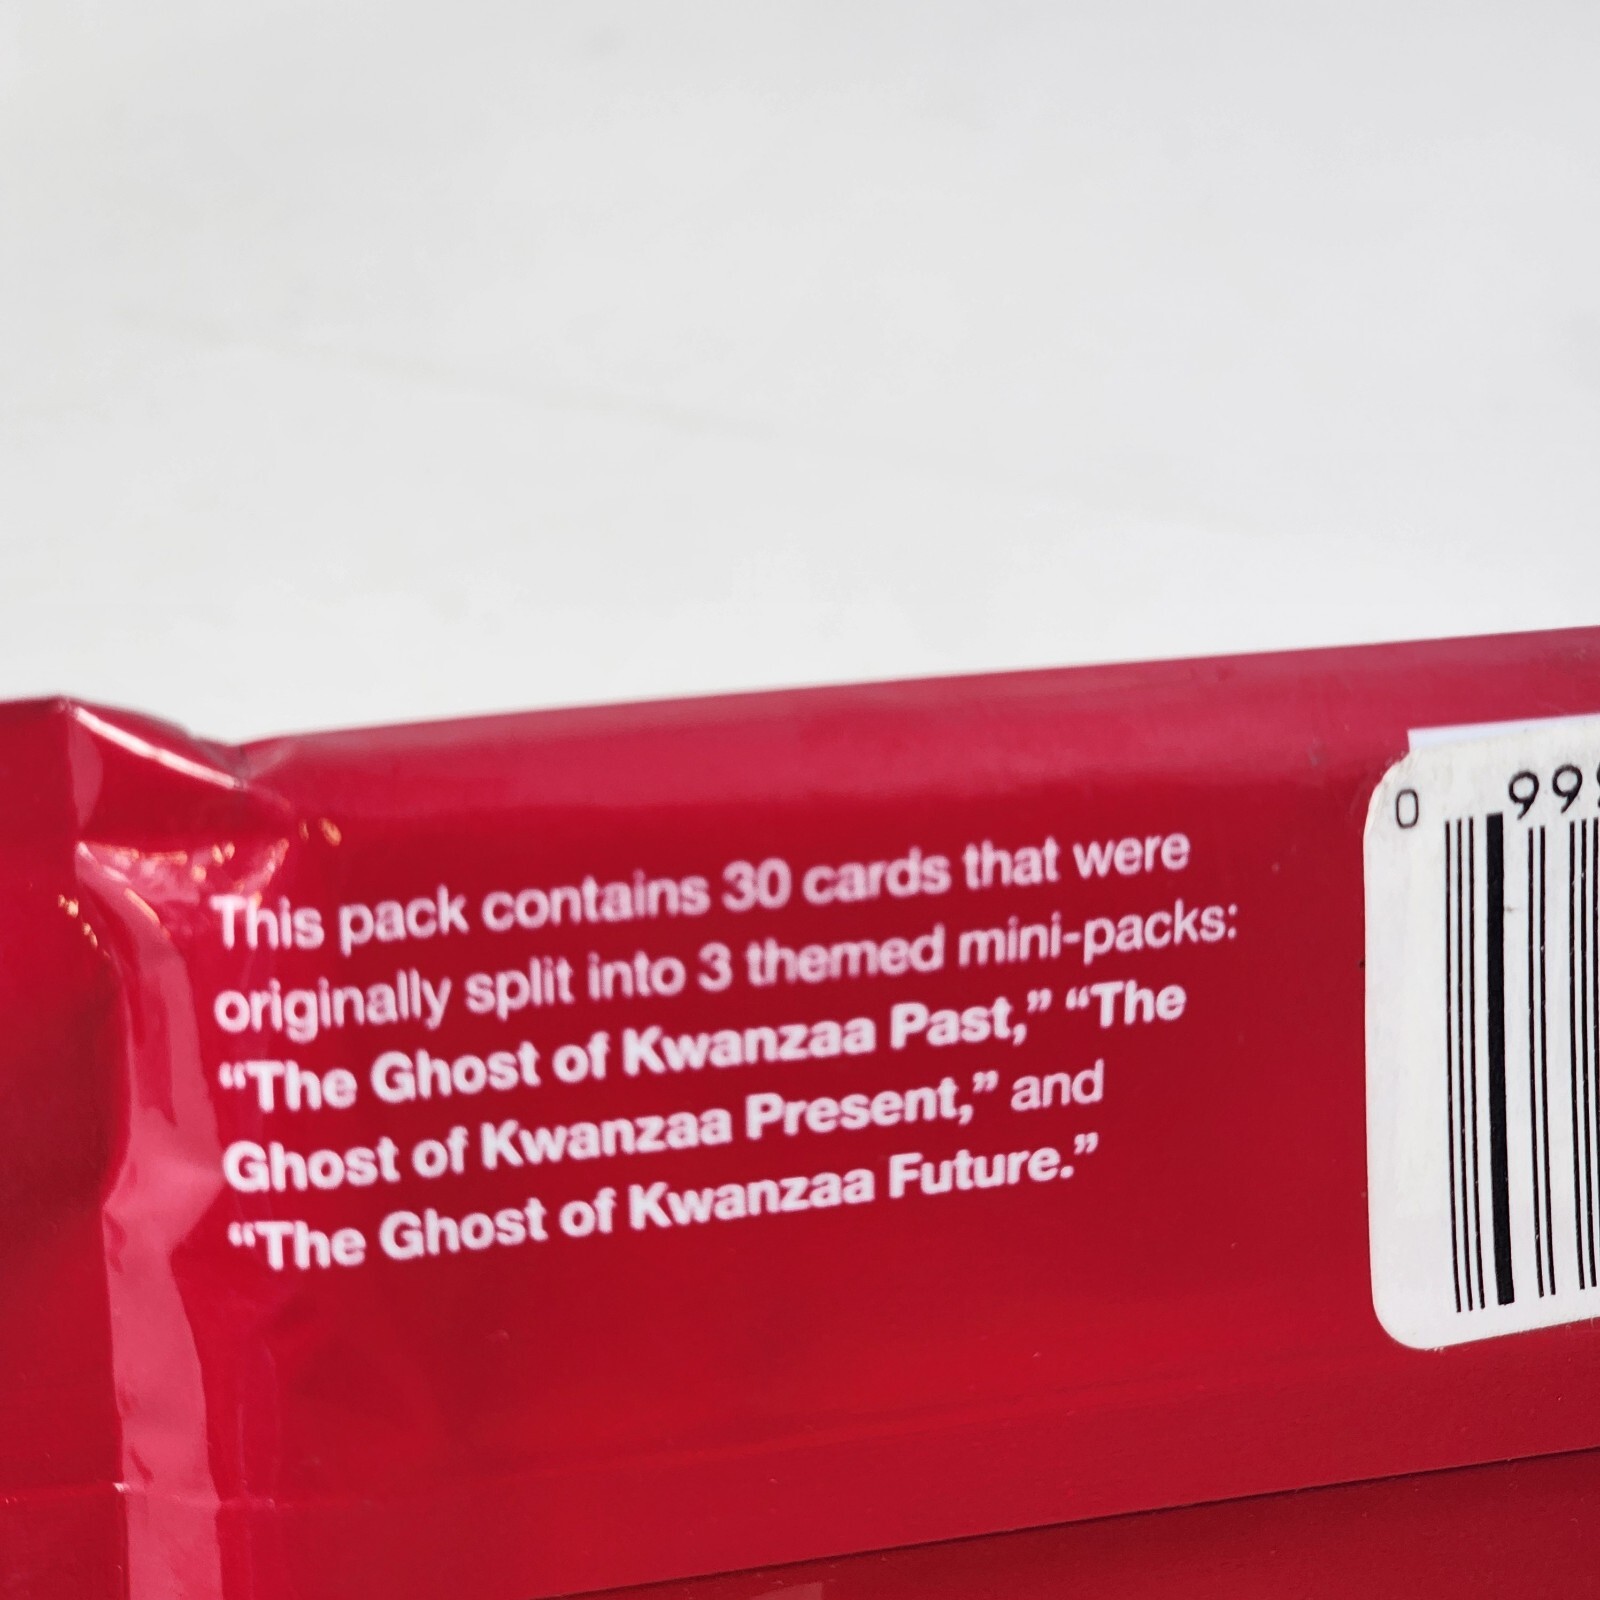 This pack contains 30 cards that were
originally split into 3 themed mini-packs:
“The Ghost of Kwanzaa Past,” “The
Ghost of Kwanzaa Present,” and
“The Ghost of Kwanzaa Future.”
0 99